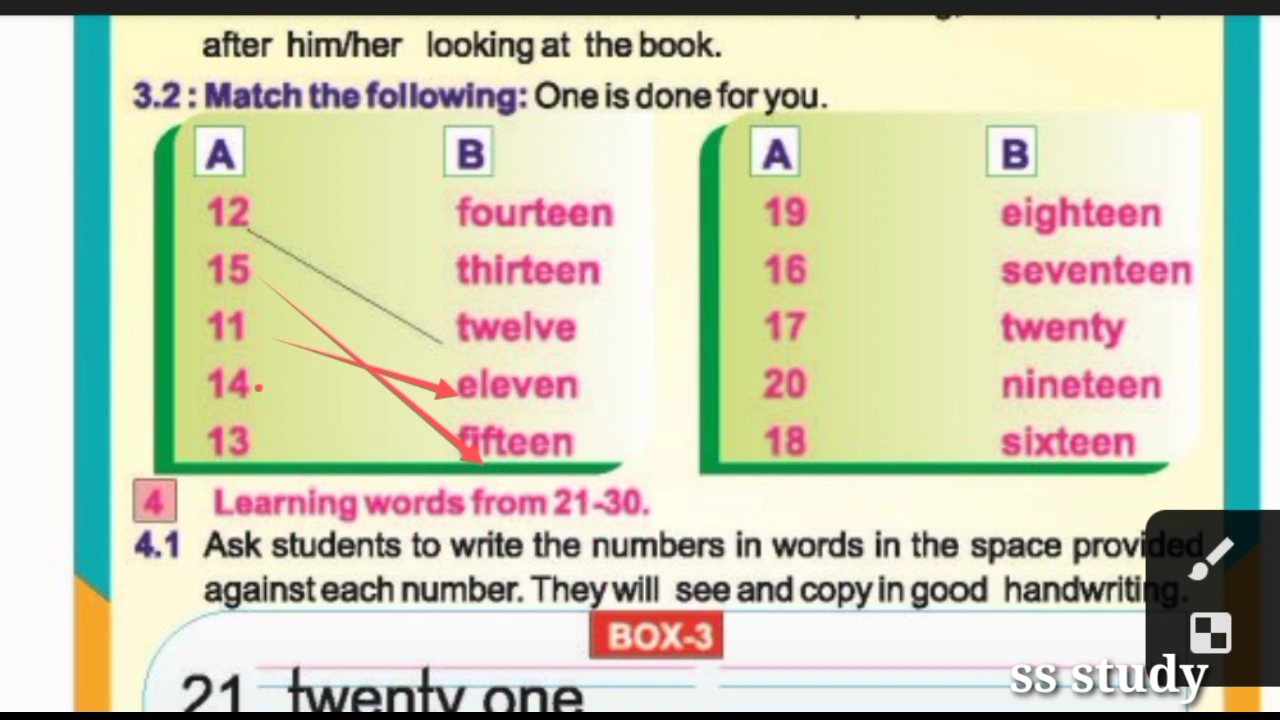 after him/her looking at the book.
3.2 : Match the following: One is done for you.
A B A B
12 fourteen 19 eighteen
15 thirteen 16 seventeen
11 twelve 17 twenty
14 eleven 20 nineteen
13 fifteen 18 sixteen
4 Learning words from 21-30.
4.1 Ask students to write the numbers in words in the space provided
against each number. They will see and copy in good handwriting.
BOX-3
21 twenty one
ss study